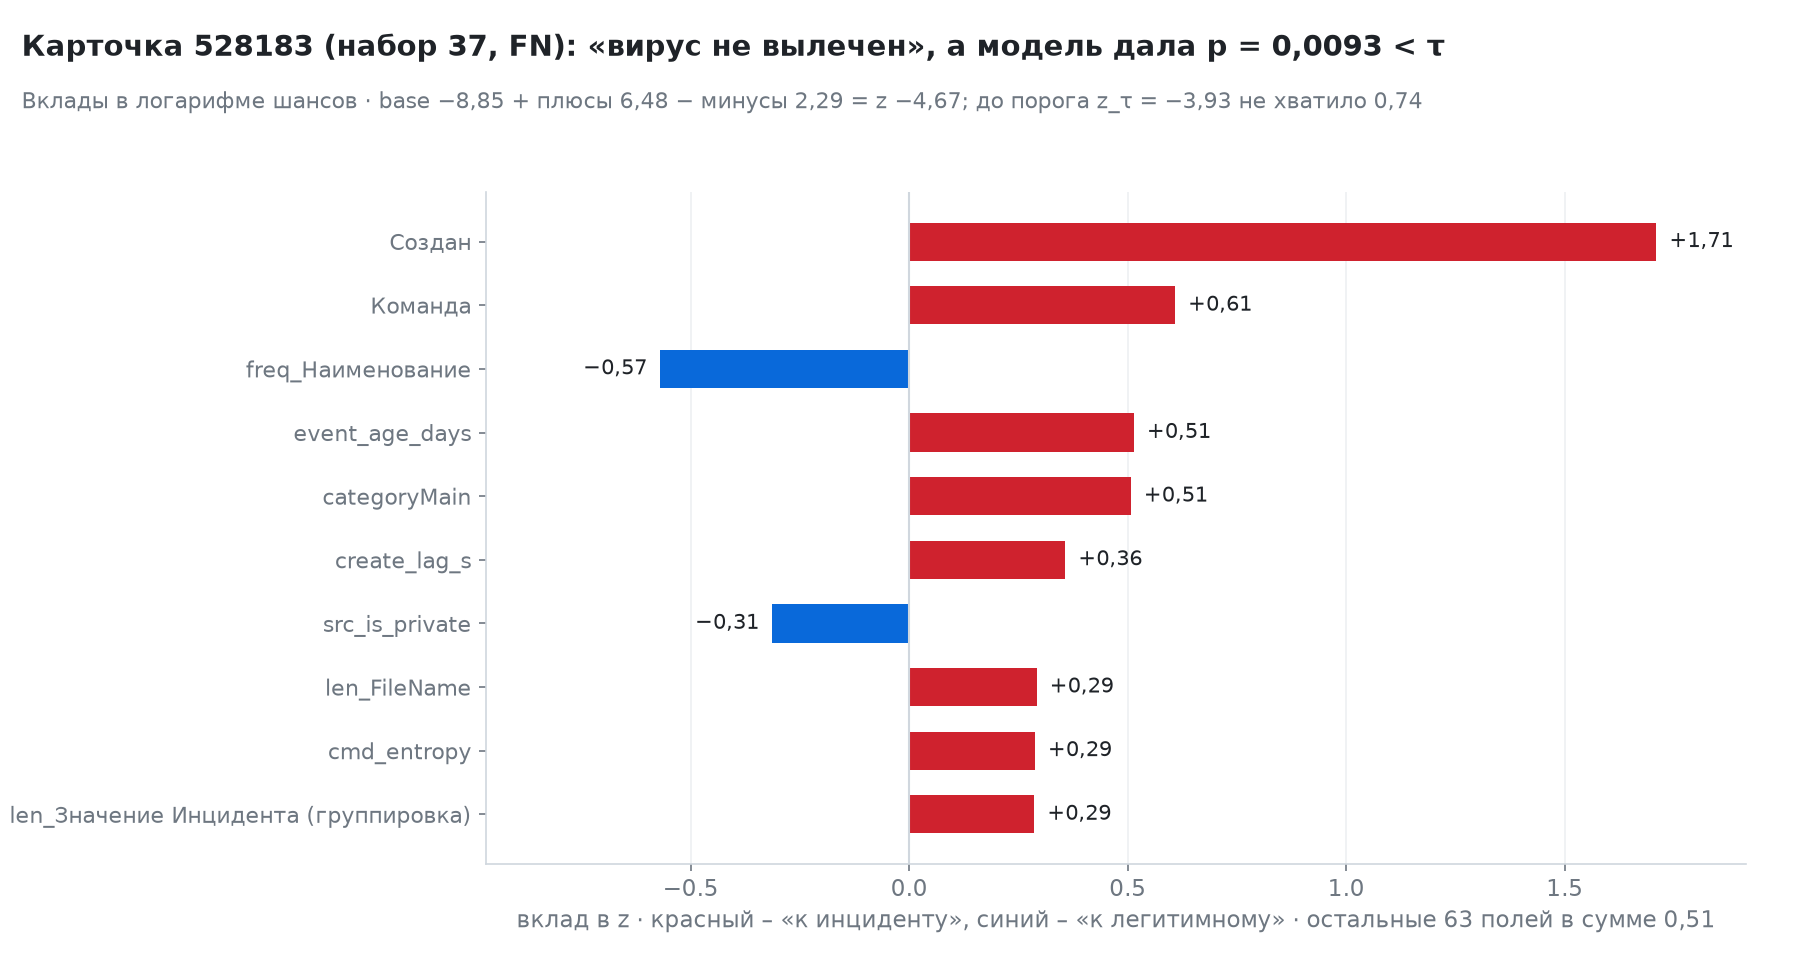 Карточка 528183 (набор 37, FN): «вирус не вылечен», а модель дала p = 0,0093 < τ
Вклады в логарифме шансов · base −8,85 + плюсы 6,48 − минусы 2,29 = z −4,67; до порога z_τ = −3,93 не хватило 0,74
Создан
+1,71
Команда
+0,61
freq_Наименование
−0,57
event_age_days
+0,51
categoryMain
+0,51
create_lag_s
+0,36
src_is_private
−0,31
len_FileName
+0,29
cmd_entropy
+0,29
len_Значение Инцидента (группировка)
+0,29
−0.5 0.0 0.5 1.0 1.5
вклад в z · красный – «к инциденту», синий – «к легитимному» · остальные 63 полей в сумме 0,51